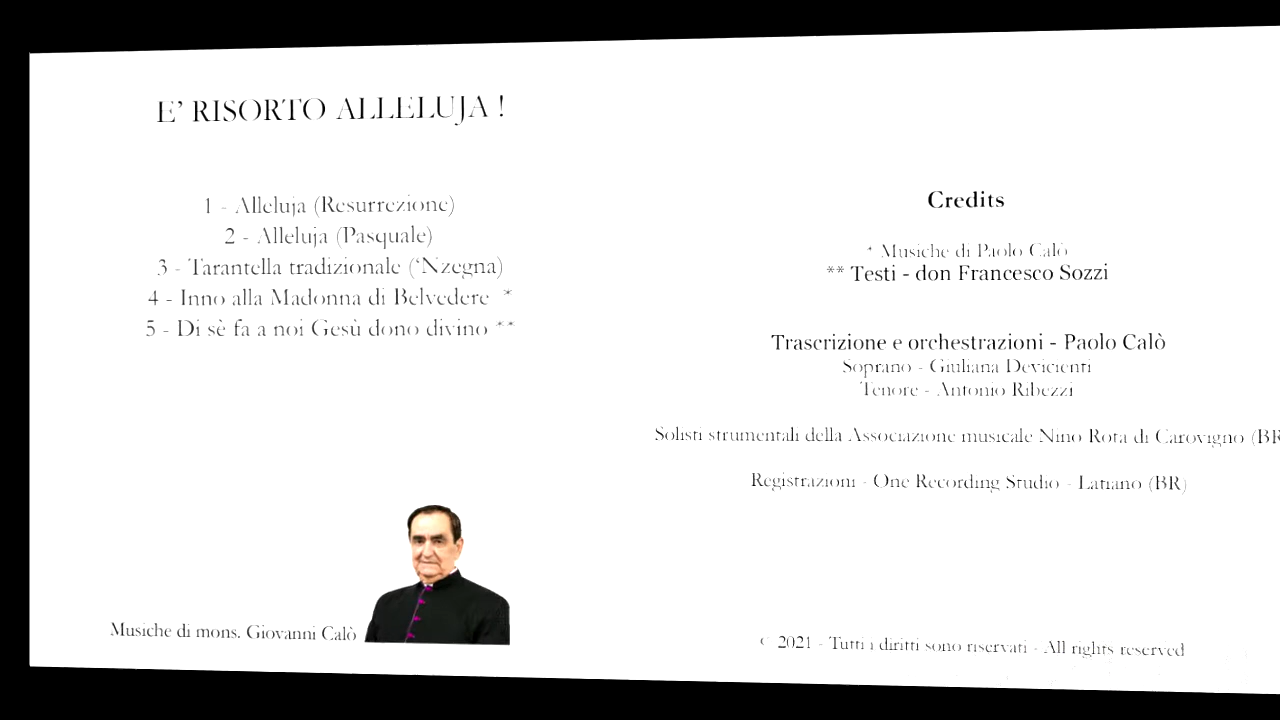 E' RISORTO ALLELUJA !
1 - Alleluja (Resurrezione)
2 - Alleluja (Pasquale)
3 - Tarantella tradizionale ('Nzegna)
4 - Inno alla Madonna di Belvedere *
5 - Di sè fa a noi Gesù dono divino **
Musiche di mons. Giovanni Calò
Credits
* Musiche di Paolo Calò
** Testi - don Francesco Sozzi
Trascrizione e orchestrazioni - Paolo Calò
Soprano - Giuliana Devicienti
Tenore - Antonio Ribezzi
Solisti strumentali della Associazione musicale Nino Rota di Carovigno (BR
Registrazioni - One Recording Studio - Latiano (BR)
© 2021 - Tutti i diritti sono riservati - All rights reserved